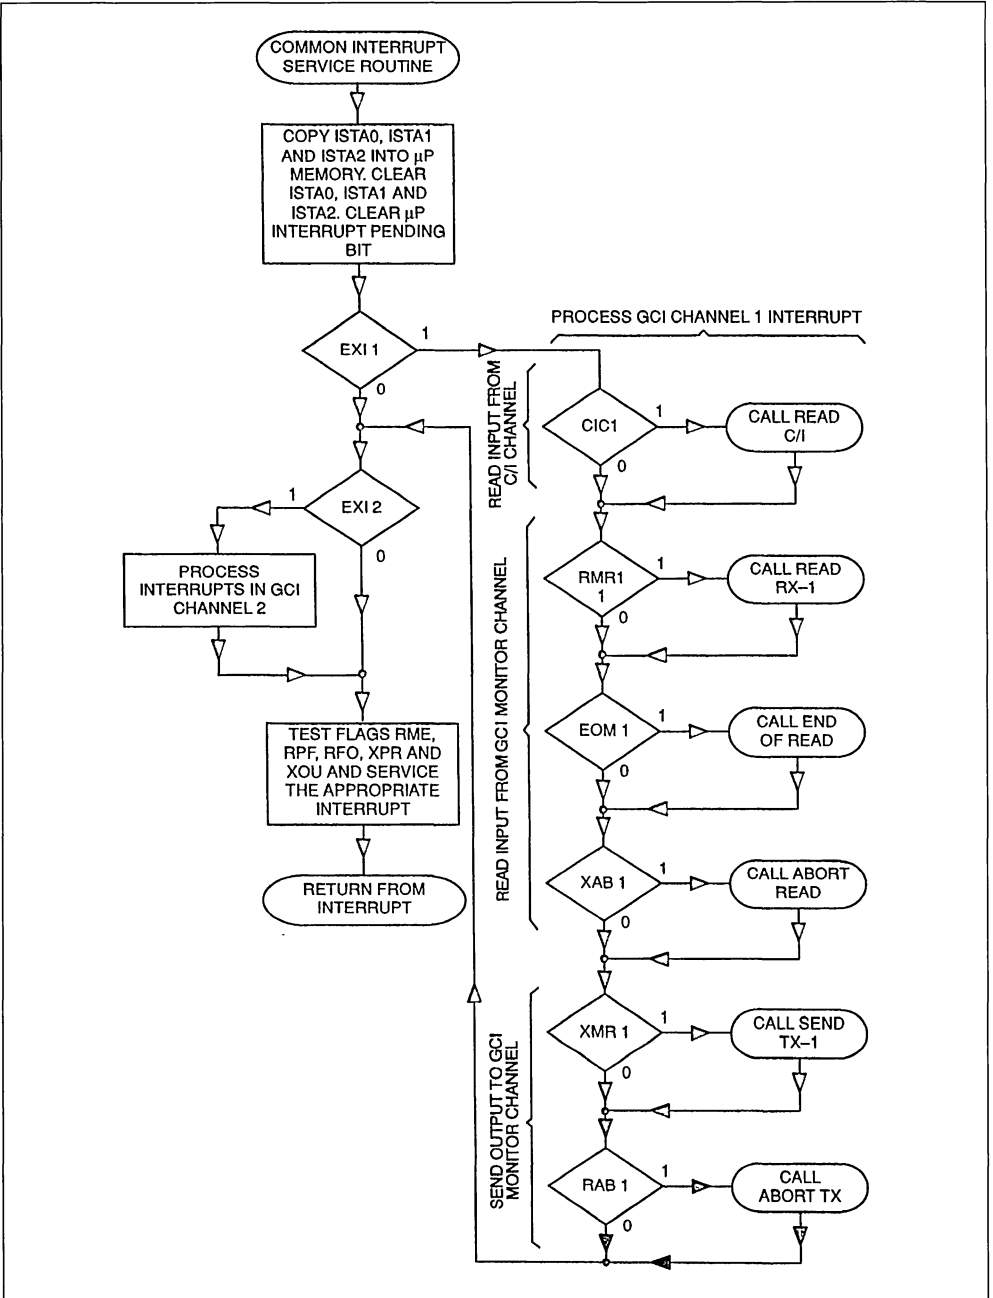 COMMON INTERRUPT
SERVICE ROUTINE
COPY ISTA0, ISTA1
AND ISTA2 INTO µP
MEMORY. CLEAR
ISTA0, ISTA1 AND
ISTA2. CLEAR µP
INTERRUPT PENDING
BIT
EXI 1
1
0
EXI 2
1
0
PROCESS
INTERRUPTS IN GCI
CHANNEL 2
TEST FLAGS RME,
RPF, RFO, XPR AND
XOU AND SERVICE
THE APPROPRIATE
INTERRUPT
RETURN FROM
INTERRUPT
PROCESS GCI CHANNEL 1 INTERRUPT
READ INPUT FROM
C/I CHANNEL
CIC1
1
0
CALL READ
C/I
READ INPUT FROM GCI MONITOR CHANNEL
RMR1
1
1
0
CALL READ
RX–1
EOM 1
1
0
CALL END
OF READ
XAB 1
1
0
CALL ABORT
READ
SEND OUTPUT TO GCI
MONITOR CHANNEL
XMR 1
1
0
CALL SEND
TX–1
RAB 1
1
0
CALL
ABORT TX